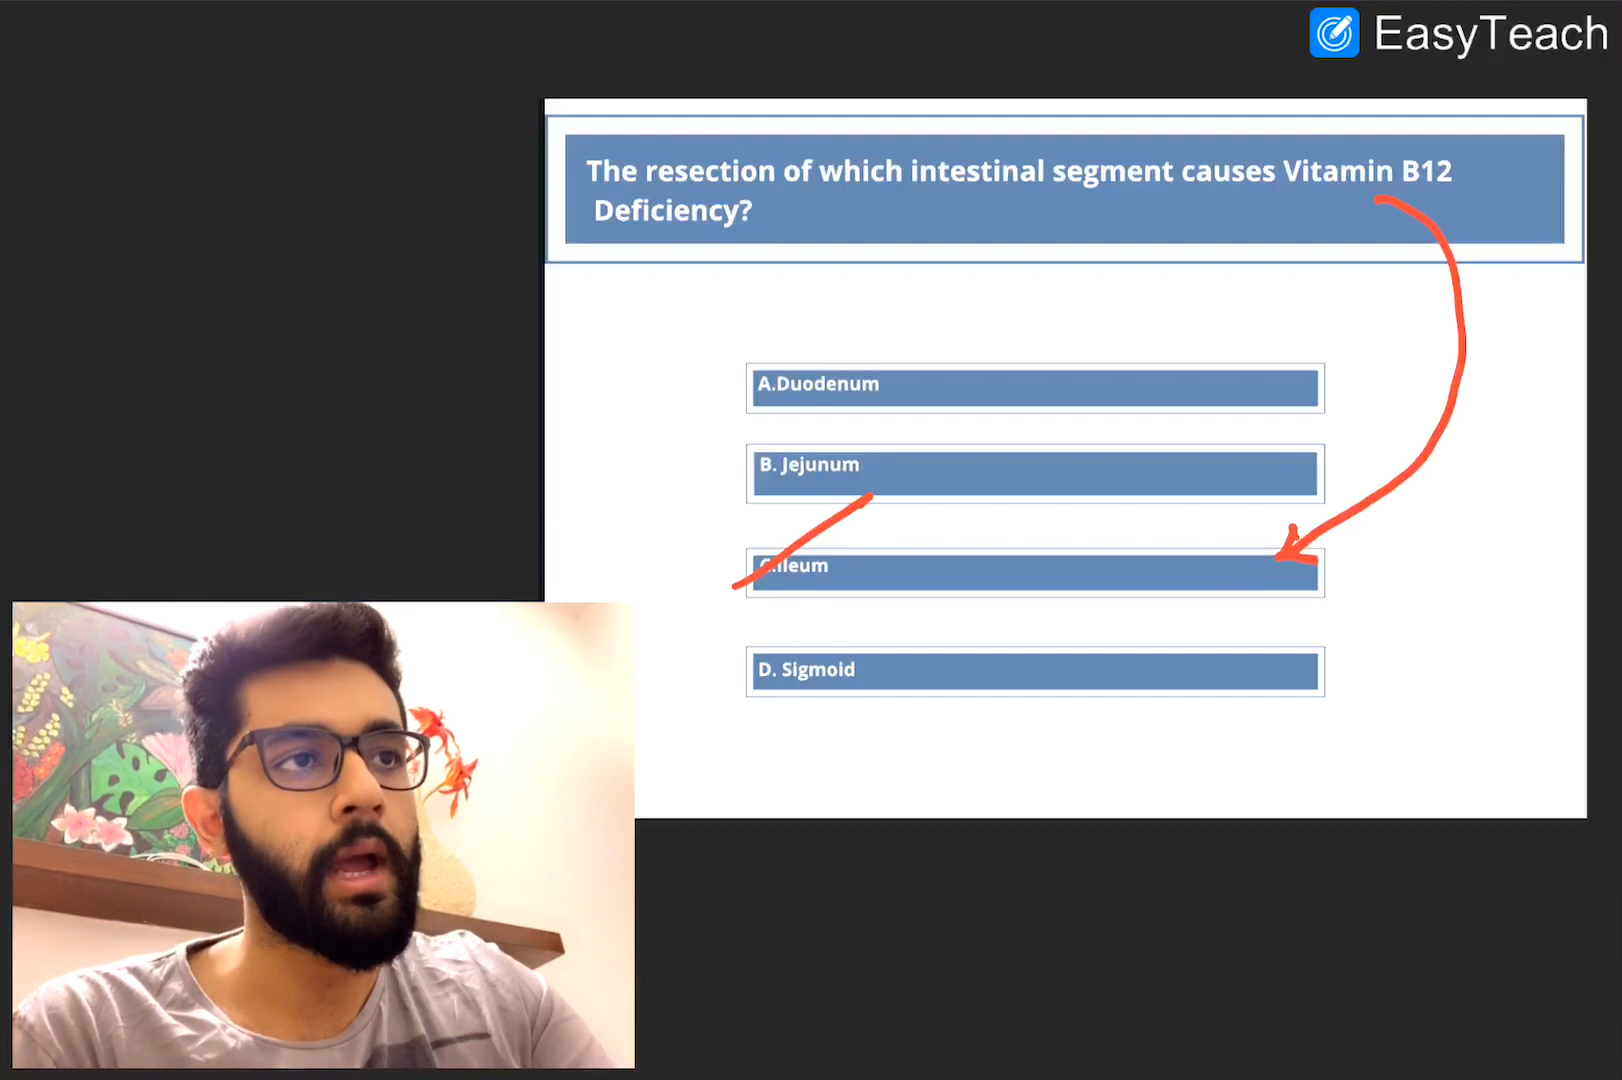 EasyTeach
The resection of which intestinal segment causes Vitamin B12
Deficiency?
A.Duodenum
B. Jejunum
C.Ileum
D. Sigmoid